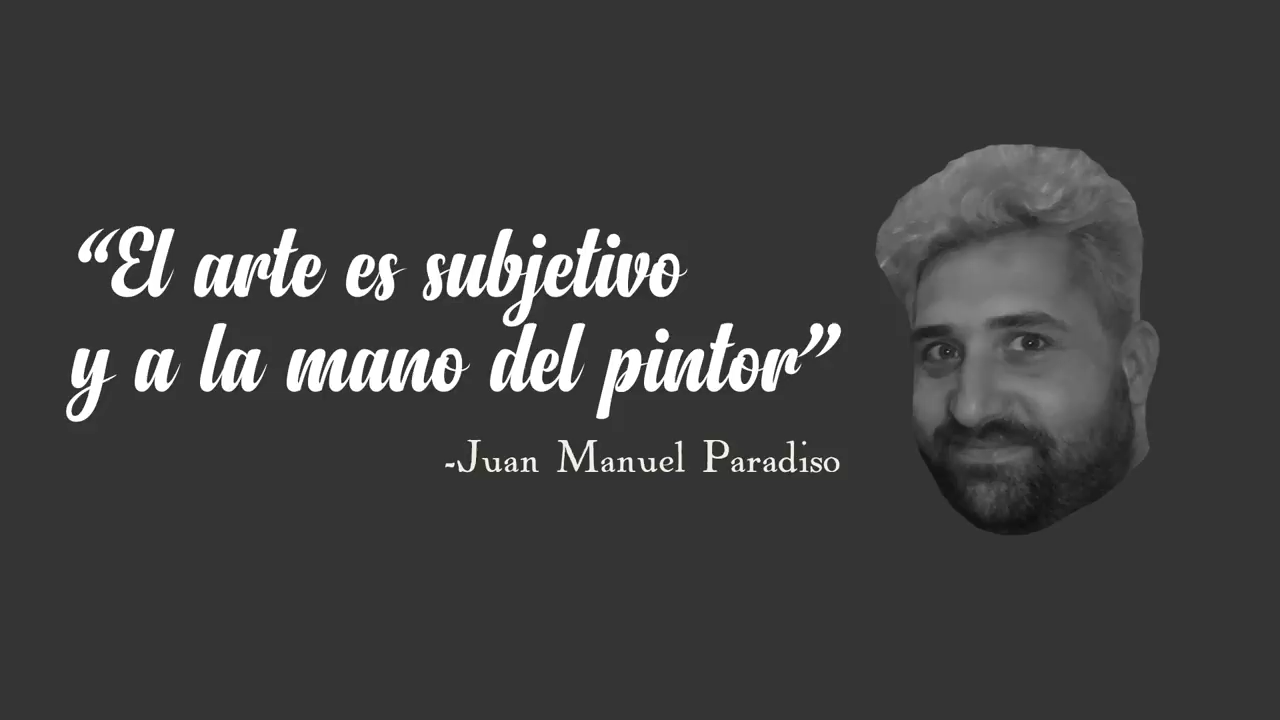 “El arte es subjetivo
y a la mano del pintor”
-Juan Manuel Paradiso